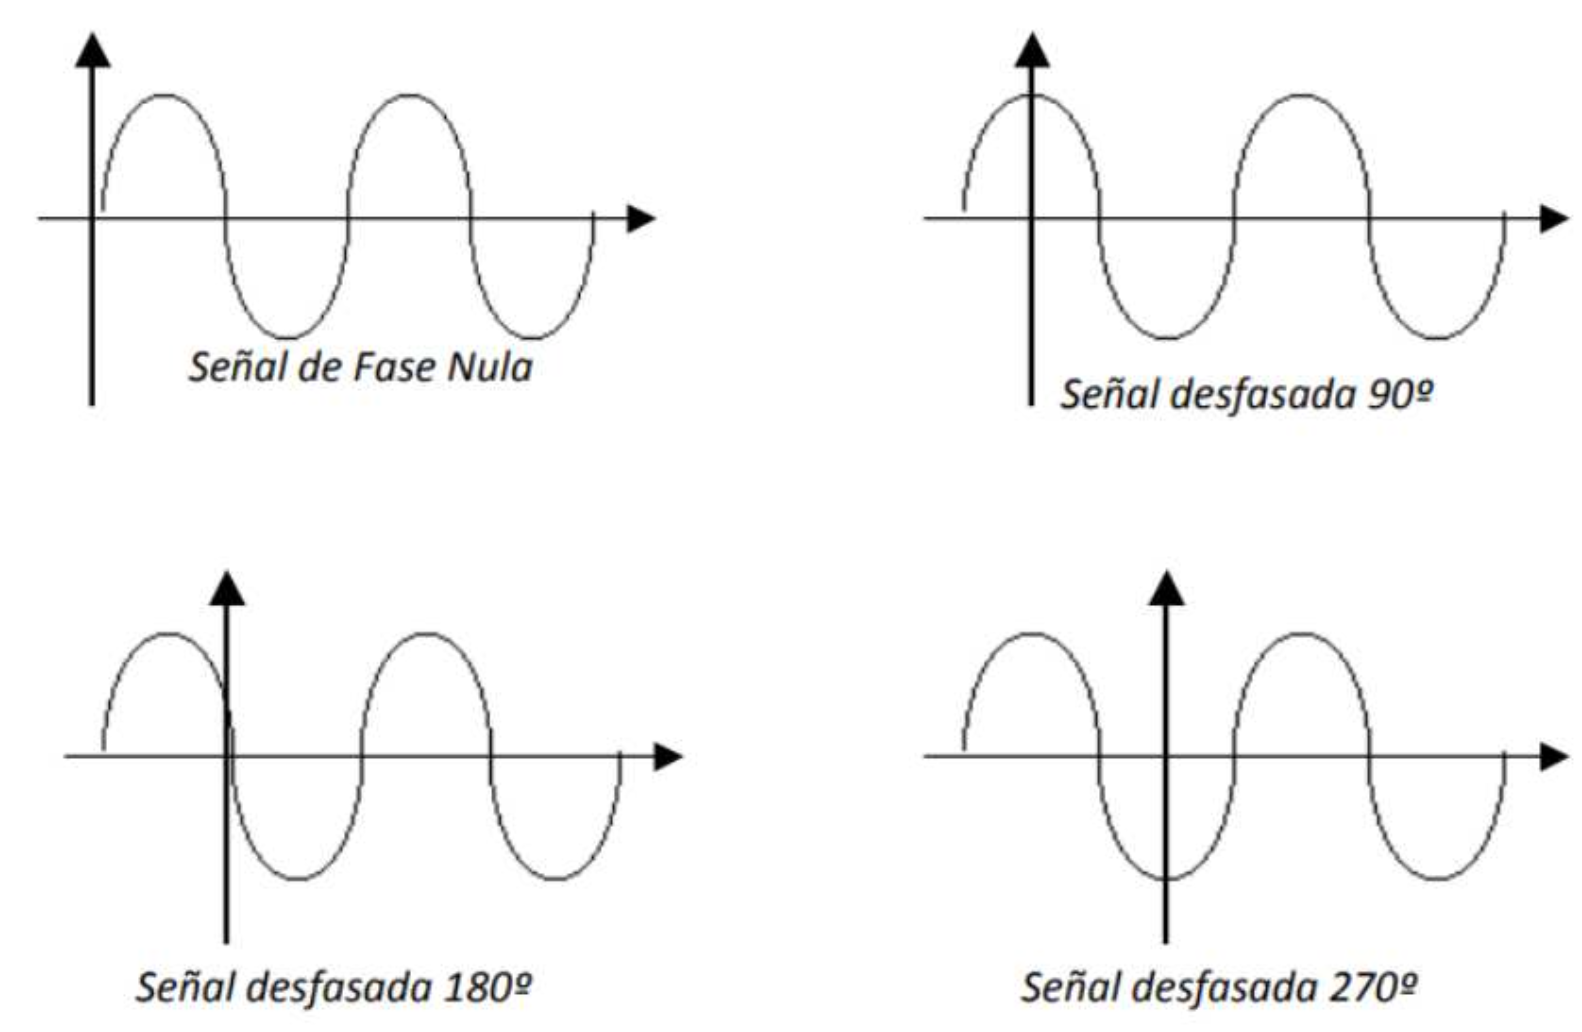 Señal de Fase Nula
Señal desfasada 90º
Señal desfasada 180º
Señal desfasada 270º